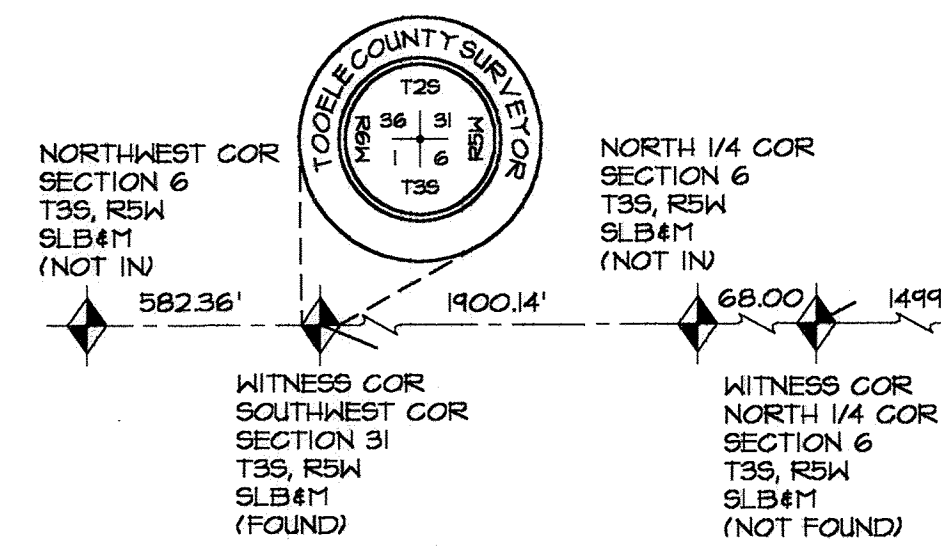 TOOELE COUNTY SURVEYOR
T2S
36 31
R6W R5W
1 6
T3S
NORTHWEST COR
SECTION 6
T3S, R5W
SLB&M
(NOT IN)
NORTH 1/4 COR
SECTION 6
T3S, R5W
SLB&M
(NOT IN)
582.36'
1900.14'
68.00
1499
WITNESS COR
SOUTHWEST COR
SECTION 31
T3S, R5W
SLB&M
(FOUND)
WITNESS COR
NORTH 1/4 COR
SECTION 6
T3S, R5W
SLB&M
(NOT FOUND)